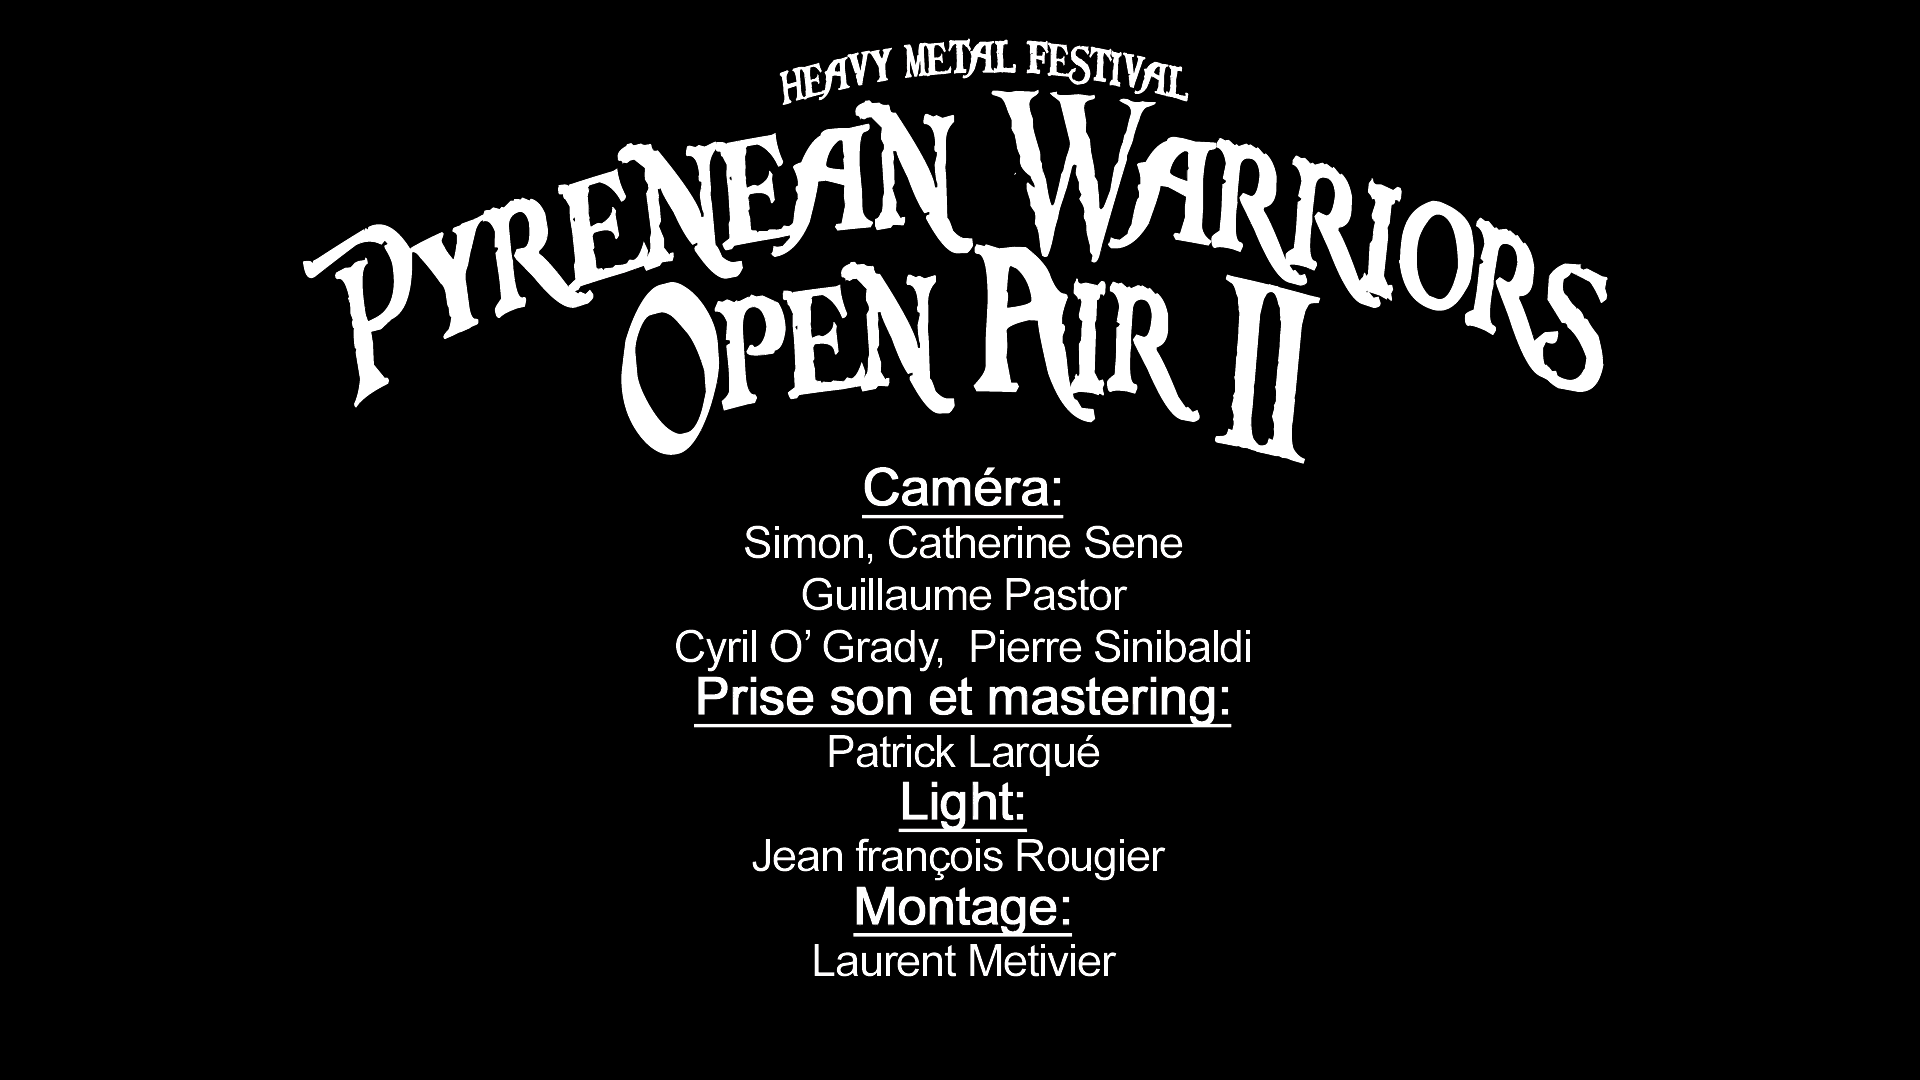 HEAVY METAL FESTIVAL
PYRENEAN WARRIORS
OPEN AIR II
Caméra:
Simon, Catherine Sene
Guillaume Pastor
Cyril O’ Grady,  Pierre Sinibaldi
Prise son et mastering:
Patrick Larqué
Light:
Jean françois Rougier
Montage:
Laurent Metivier